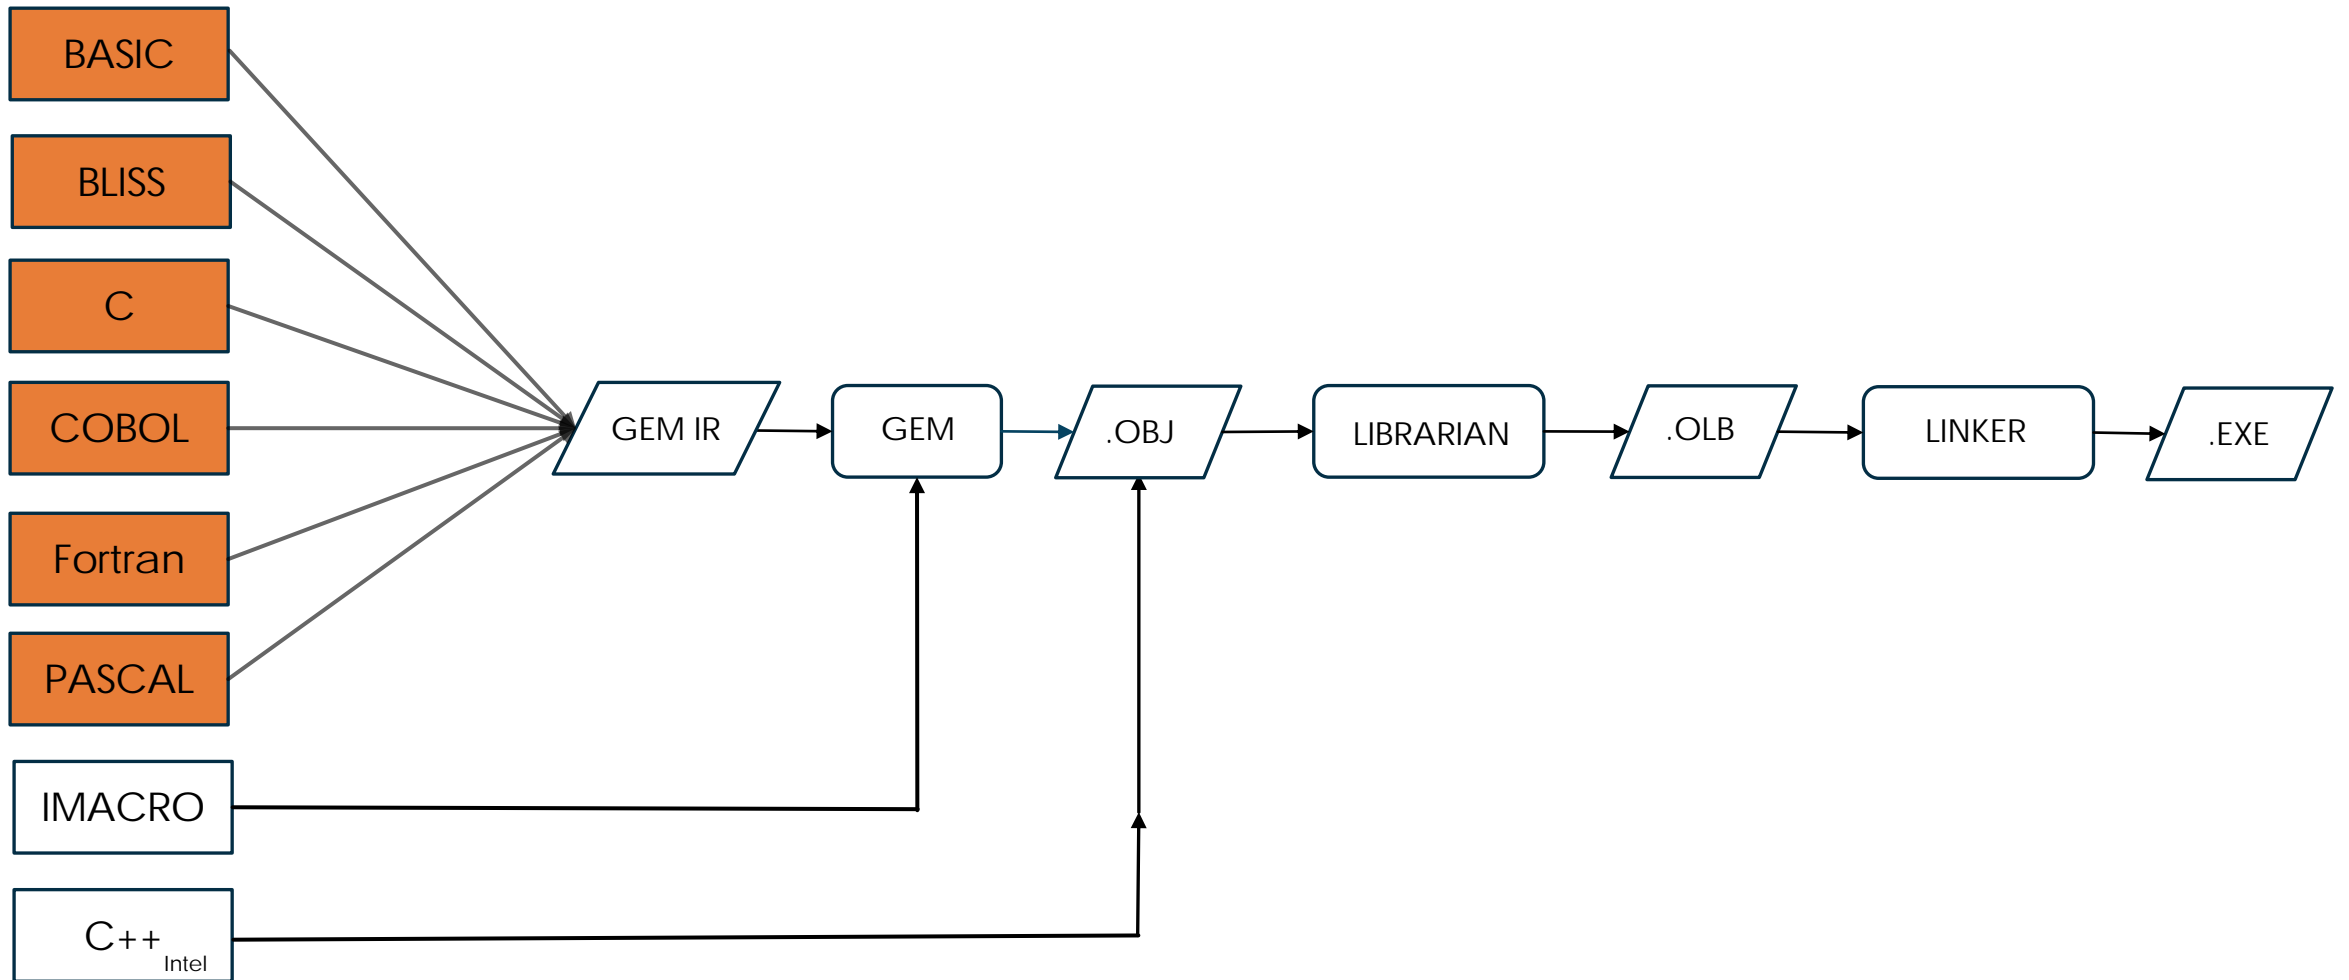 BASIC
BLISS
C
COBOL
Fortran
PASCAL
IMACRO
C++ Intel
GEM IR
GEM
.OBJ
LIBRARIAN
.OLB
LINKER
.EXE